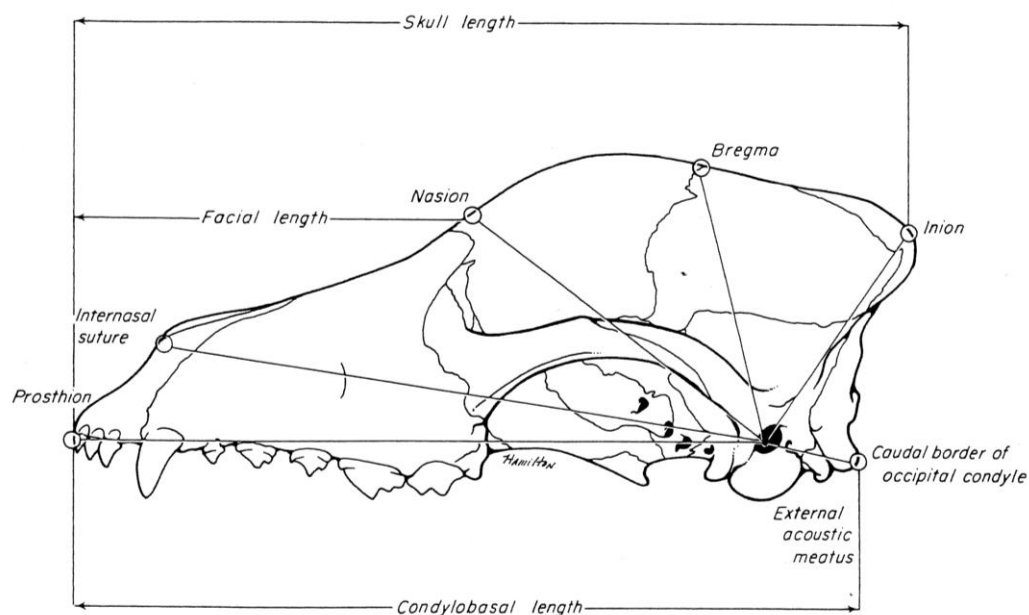 Skull length
Bregma
Nasion
Facial length
Inion
Internasal
suture
Prosthion
Hamilton
Caudal border of
occipital condyle
External
acoustic
meatus
Condylobasal length